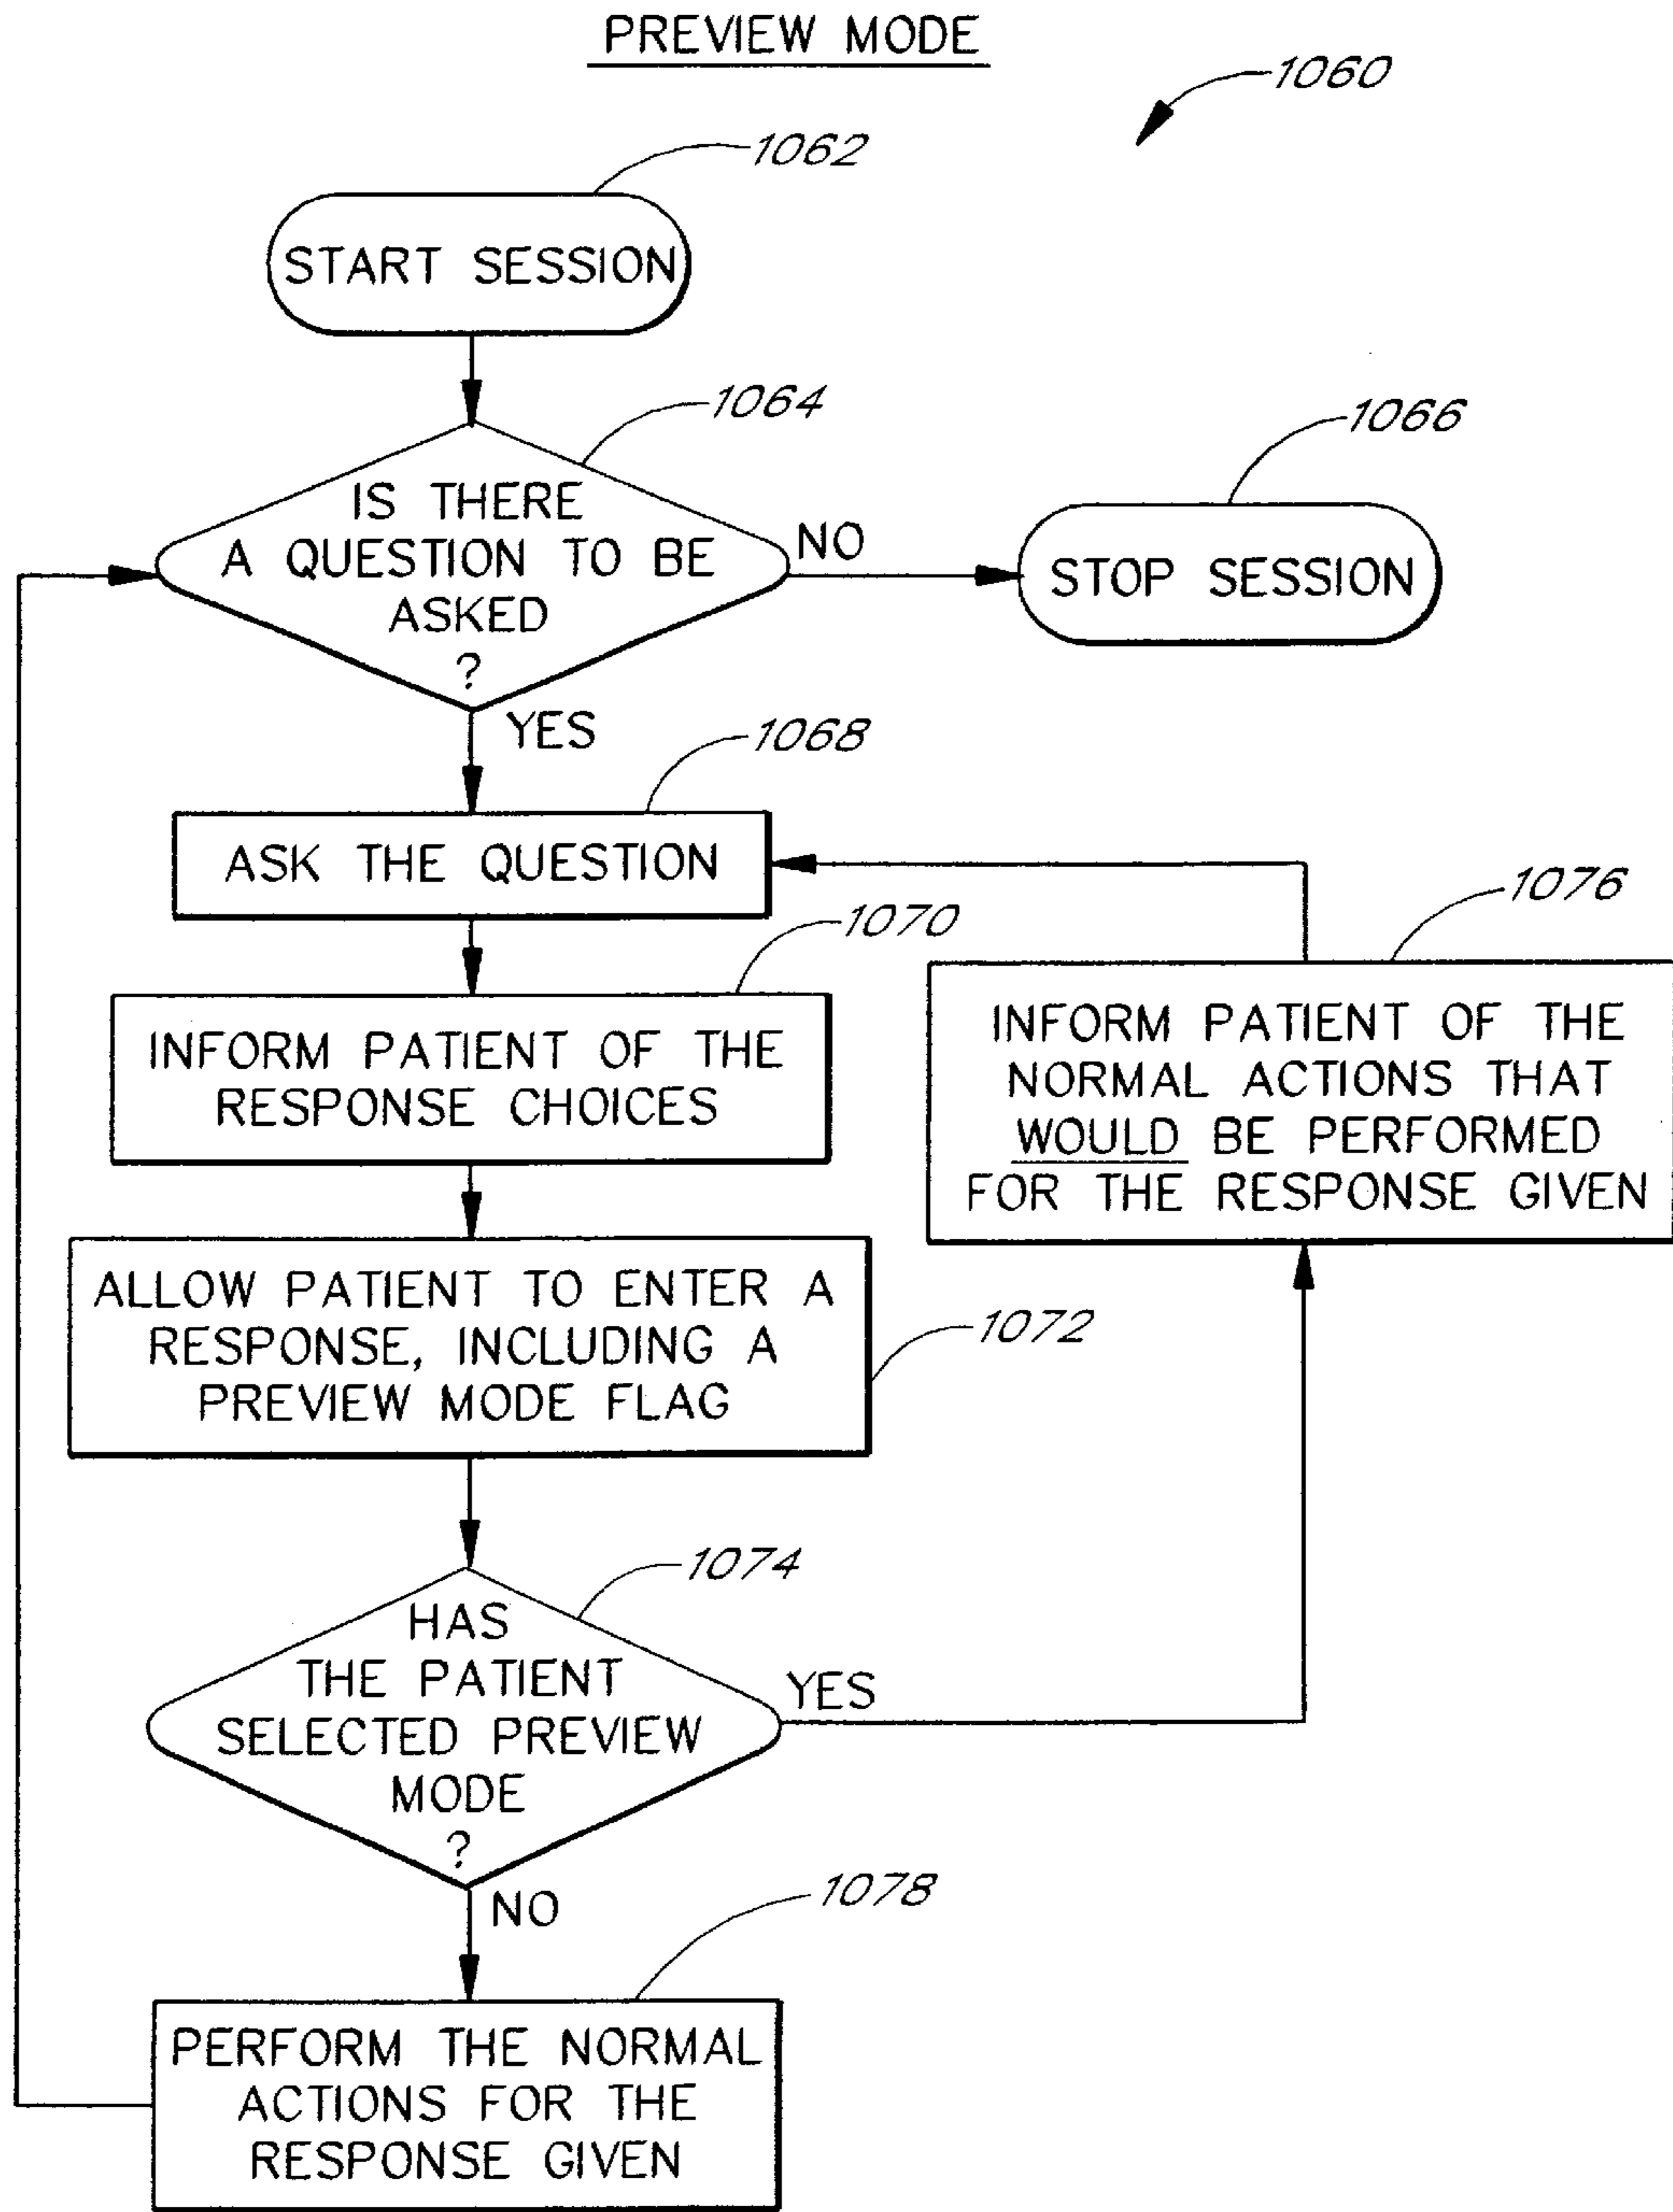 PREVIEW MODE
1060
1062
START SESSION
1064
IS THERE
A QUESTION TO BE
ASKED
?
NO
1066
STOP SESSION
YES
1068
ASK THE QUESTION
1070
INFORM PATIENT OF THE
RESPONSE CHOICES
1076
INFORM PATIENT OF THE
NORMAL ACTIONS THAT
WOULD BE PERFORMED
FOR THE RESPONSE GIVEN
ALLOW PATIENT TO ENTER A
RESPONSE, INCLUDING A
PREVIEW MODE FLAG
1072
1074
HAS
THE PATIENT
SELECTED PREVIEW
MODE
?
YES
NO
1078
PERFORM THE NORMAL
ACTIONS FOR THE
RESPONSE GIVEN